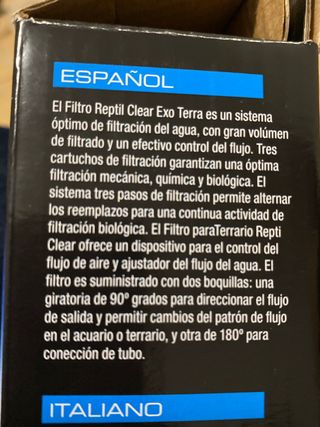 ESPAÑOL
El Filtro Reptil Clear Exo Terra es un sistema
óptimo de filtración del agua, con gran volúmen
de filtrado y un efectivo control del flujo. Tres
cartuchos de filtración garantizan una óptima
filtración mecánica, química y biológica. El
sistema tres pasos de filtración permite alternar
los reemplazos para una continua actividad de
filtración biológica. El Filtro paraTerrario Repti
Clear ofrece un dispositivo para el control del
flujo de aire y ajustador del flujo del agua. El
filtro es suministrado con dos boquillas: una
giratoria de 90º grados para direccionar el flujo
de salida y permitir cambios del patrón de flujo
en el acuario o terrario, y otra de 180º para
conección de tubo.
ITALIANO